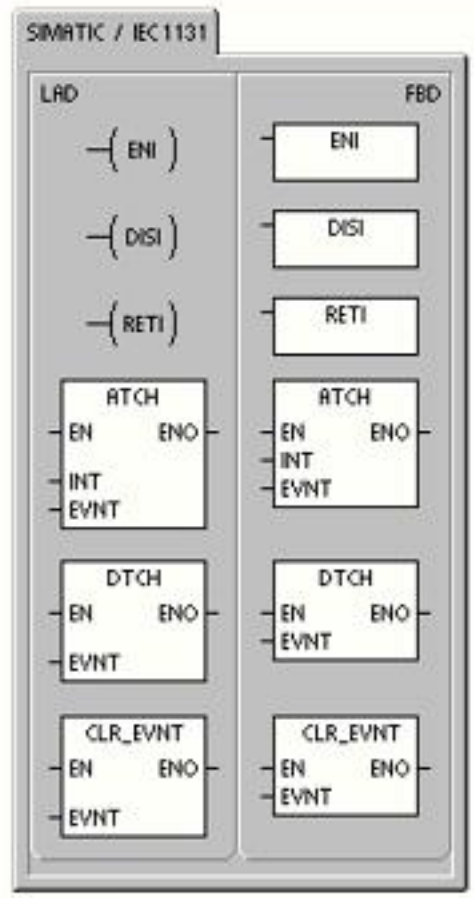 SIMATIC / IEC1131
LAD
ENI
DISI
RETI
ATCH
EN ENO
INT
EVNT
DTCH
EN ENO
EVNT
CLR_EVNT
EN ENO
EVNT
FBD
ENI
DISI
RETI
ATCH
EN ENO
INT
EVNT
DTCH
EN ENO
EVNT
CLR_EVNT
EN ENO
EVNT